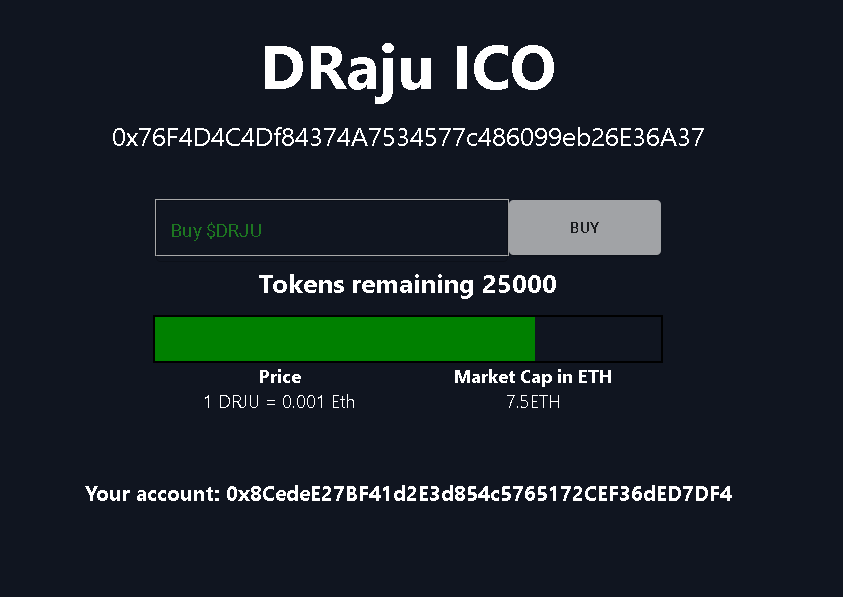 DRaju ICO
0x76F4D4C4Df84374A7534577c486099eb26E36A37
Buy $DRJU
BUY
Tokens remaining 25000
Price
Market Cap in ETH
1 DRJU = 0.001 Eth
7.5ETH
Your account: 0x8CedeE27BF41d2E3d854c5765172CEF36dED7DF4